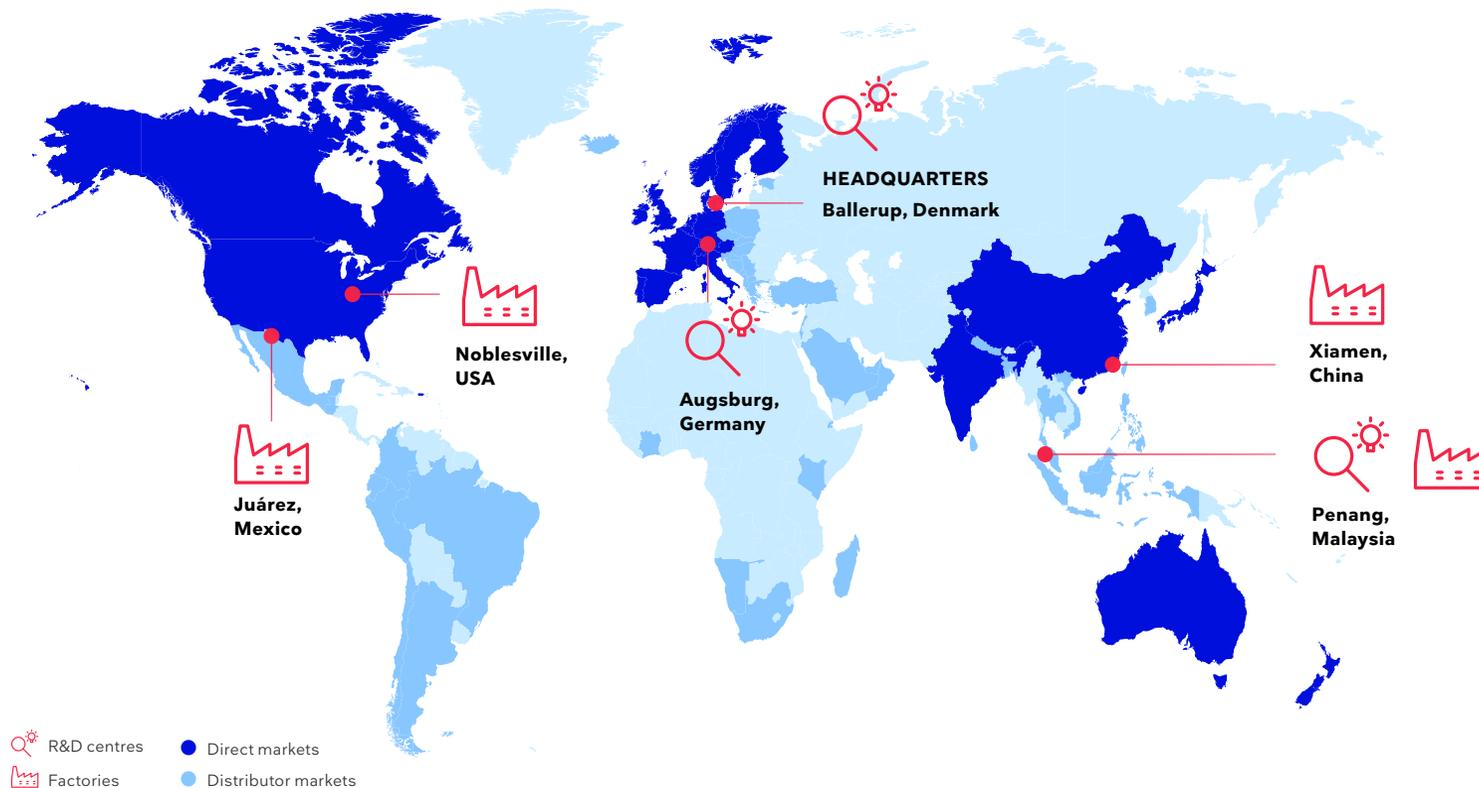 HEADQUARTERS
Ballerup, Denmark
Noblesville,
USA
Augsburg,
Germany
Xiamen,
China
Juárez,
Mexico
Penang,
Malaysia
R&D centres
Direct markets
Factories
Distributor markets